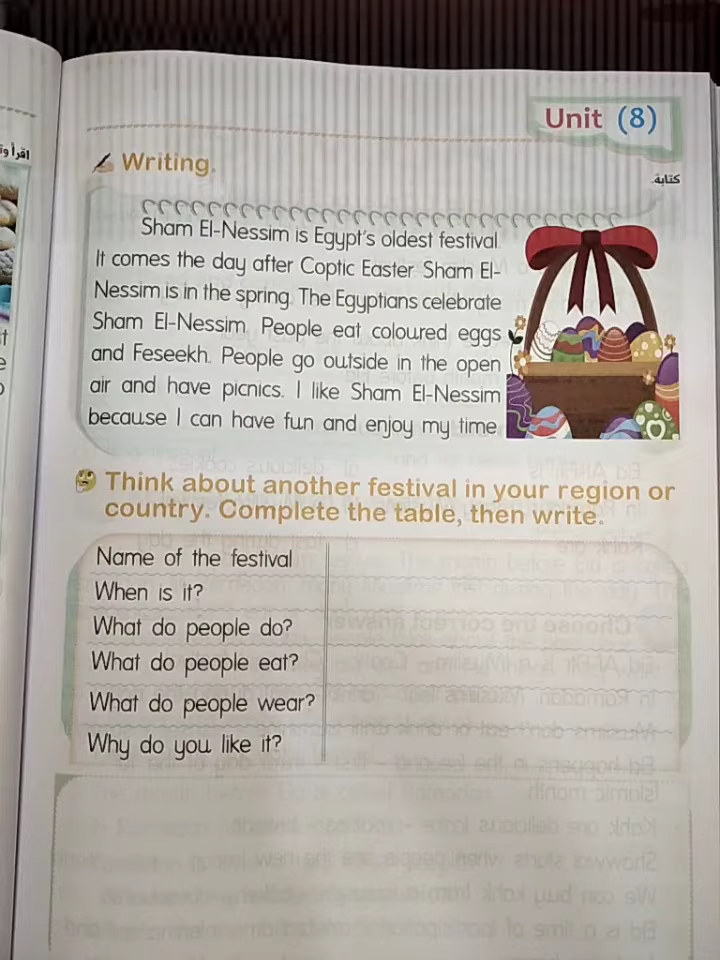 Unit (8)
Writing.
كتابة.
Sham El-Nessim is Egypt's oldest festival.
It comes the day after Coptic Easter. Sham El-
Nessim is in the spring. The Egyptians celebrate
Sham El-Nessim. People eat coloured eggs
and Feseekh. People go outside in the open
air and have picnics. I like Sham El-Nessim
because I can have fun and enjoy my time.
Think about another festival in your region or
country. Complete the table, then write.
Name of the festival
When is it?
What do people do?
What do people eat?
What do people wear?
Why do you like it?